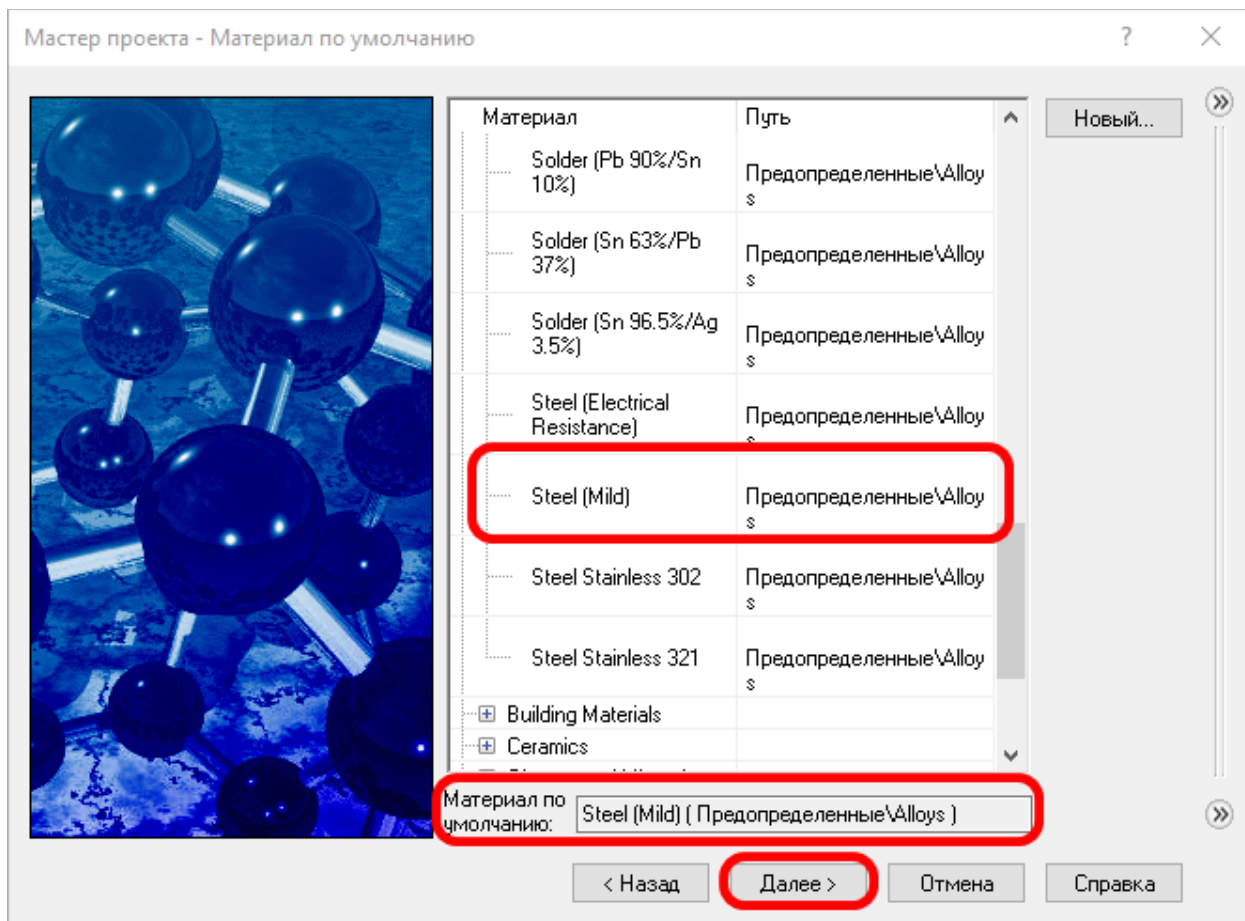 Мастер проекта - Материал по умолчанию
?
Материал
Путь
Новый...
Solder (Pb 90%/Sn
10%)
Предопределенные\Alloy
s
Solder (Sn 63%/Pb
37%)
Предопределенные\Alloy
s
Solder (Sn 96.5%/Ag
3.5%)
Предопределенные\Alloy
s
Steel (Electrical
Resistance)
Предопределенные\Alloy
Steel (Mild)
Предопределенные\Alloy
s
Steel Stainless 302
Предопределенные\Alloy
s
Steel Stainless 321
Предопределенные\Alloy
s
Building Materials
Ceramics
Материал по
умолчанию:
Steel (Mild) ( Предопределенные\Alloys )
< Назад
Далее >
Отмена
Справка